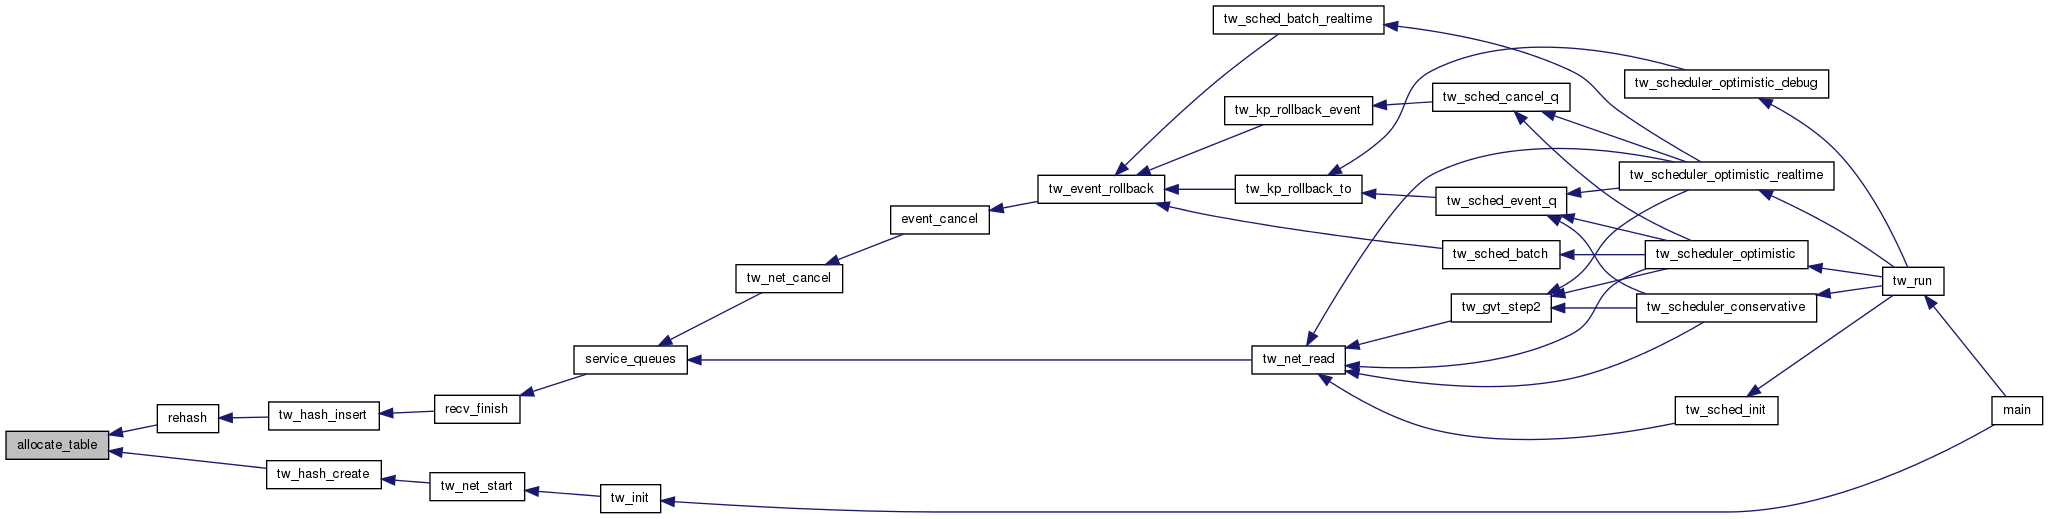 tw_sched_batch_realtime
tw_scheduler_optimistic_debug
tw_sched_cancel_q
tw_kp_rollback_event
tw_scheduler_optimistic_realtime
tw_event_rollback
tw_kp_rollback_to
tw_sched_event_q
event_cancel
tw_sched_batch
tw_scheduler_optimistic
tw_net_cancel
tw_run
tw_gvt_step2
tw_scheduler_conservative
service_queues
tw_net_read
rehash
tw_hash_insert
recv_finish
tw_sched_init
main
allocate_table
tw_hash_create
tw_net_start
tw_init